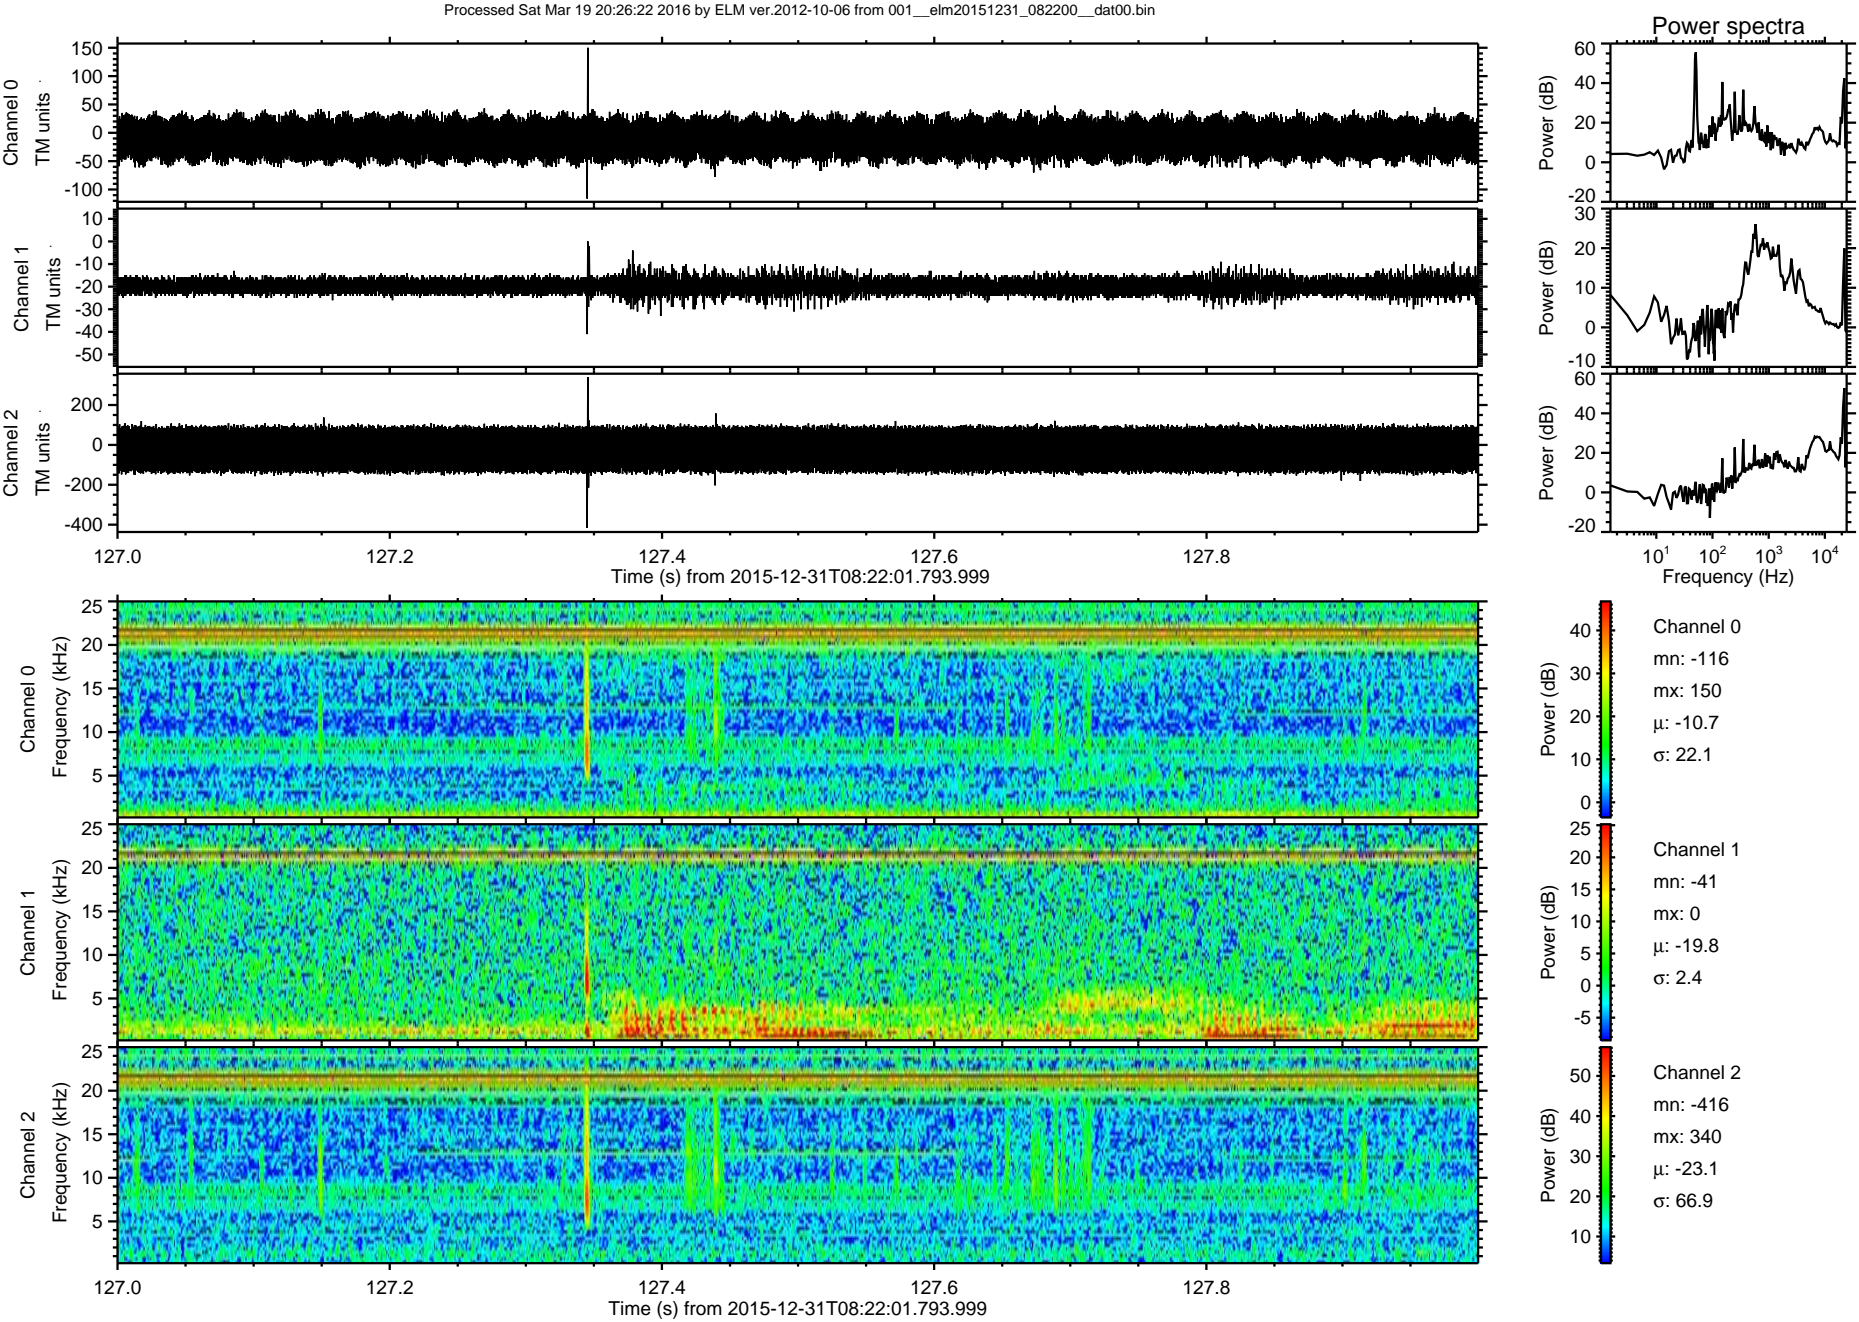 Processed Sat Mar 19 20:26:22 2016 by ELM ver.2012-10-06 from 001__elm20151231_082200__dat00.bin
Power spectra
Channel 0
TM units
150
100
50
0
-50
-100
Power (dB)
60
40
20
0
-20
Channel 1
TM units
10
0
-10
-20
-30
-40
-50
Power (dB)
30
20
10
0
-10
Channel 2
TM units
200
0
-200
-400
Power (dB)
60
40
20
0
-20
127.0 127.2 127.4 127.6 127.8
Time (s) from 2015-12-31T08:22:01.793.999
10¹ 10² 10³ 10⁴
Frequency (Hz)
Channel 0
Frequency (kHz)
25
20
15
10
5
Power (dB)
40
30
20
10
0
Channel 0
mn: -116
mx: 150
μ: -10.7
σ: 22.1
Channel 1
Frequency (kHz)
25
20
15
10
5
Power (dB)
25
20
15
10
5
0
-5
Channel 1
mn: -41
mx: 0
μ: -19.8
σ: 2.4
Channel 2
Frequency (kHz)
25
20
15
10
5
Power (dB)
50
40
30
20
10
Channel 2
mn: -416
mx: 340
μ: -23.1
σ: 66.9
127.0 127.2 127.4 127.6 127.8
Time (s) from 2015-12-31T08:22:01.793.999